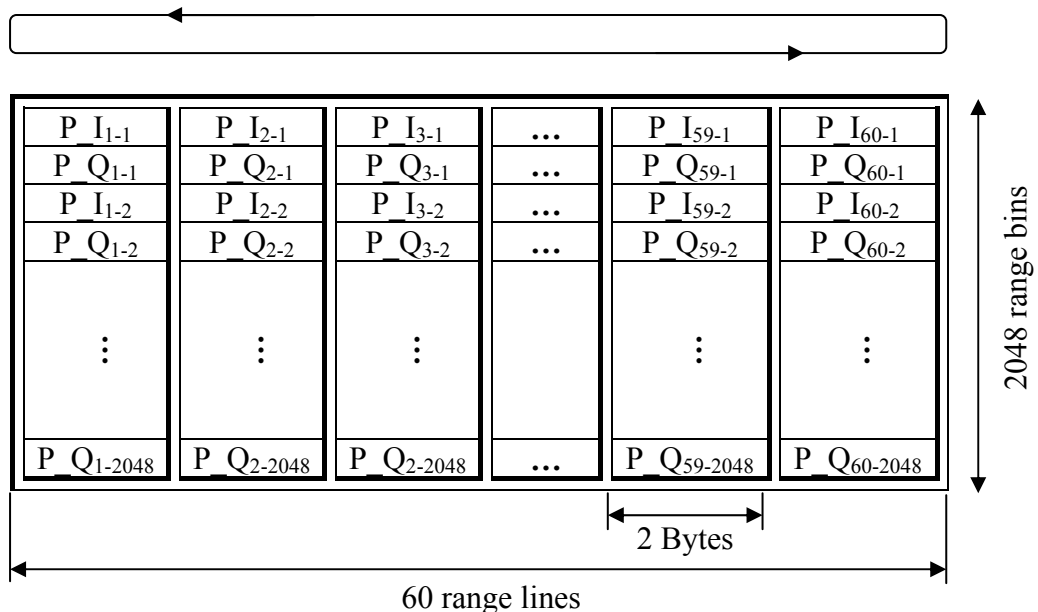 P_I1-1 P_I2-1 P_I3-1 ... P_I59-1 P_I60-1
P_Q1-1 P_Q2-1 P_Q3-1 ... P_Q59-1 P_Q60-1
P_I1-2 P_I2-2 P_I3-2 ... P_I59-2 P_I60-2
P_Q1-2 P_Q2-2 P_Q3-2 ... P_Q59-2 P_Q60-2
⋮ ⋮ ⋮ ⋮ ⋮
P_Q1-2048 P_Q2-2048 P_Q2-2048 ... P_Q59-2048 P_Q60-2048
2048 range bins
2 Bytes
60 range lines